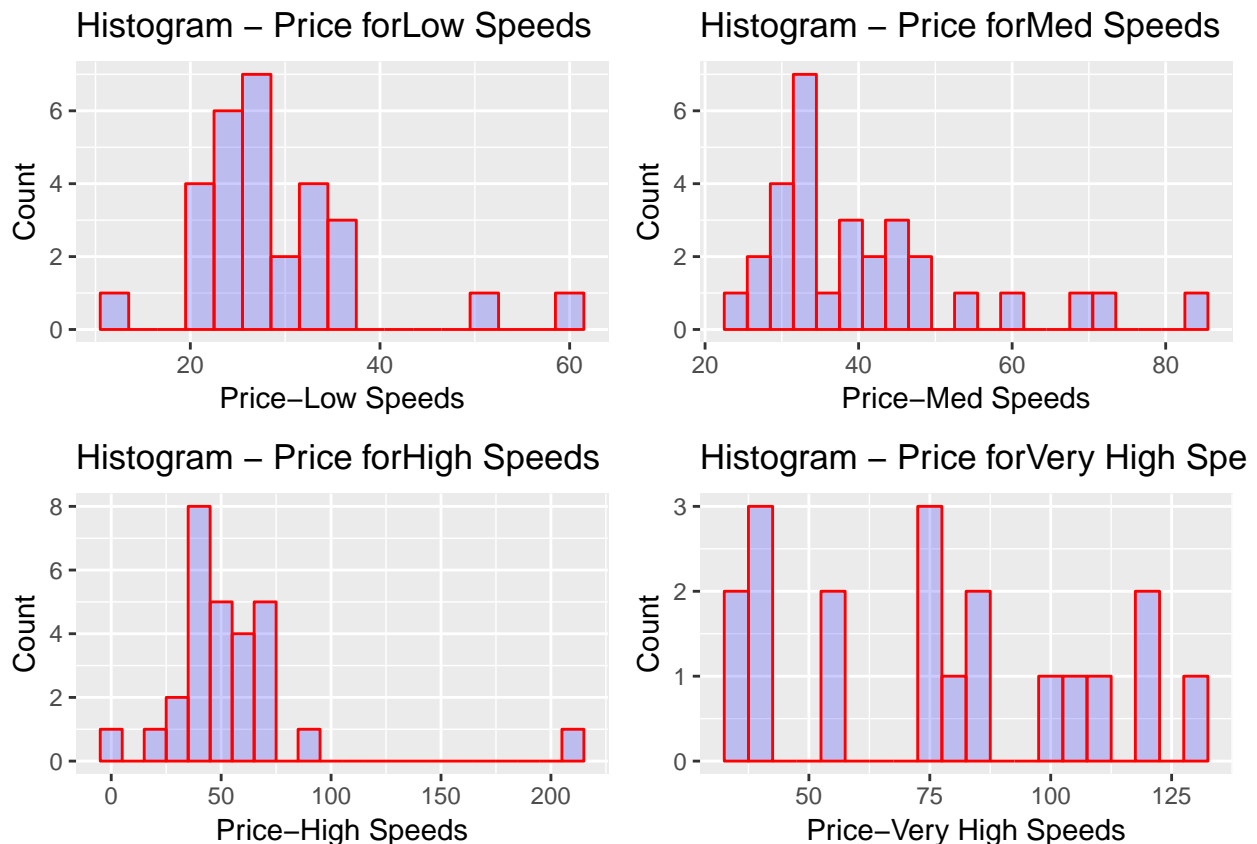 Histogram − Price forLow Speeds
Count
6
4
2
0
20 40 60
Price−Low Speeds
Histogram − Price forMed Speeds
Count
6
4
2
0
20 40 60 80
Price−Med Speeds
Histogram − Price forHigh Speeds
Count
8
6
4
2
0
0 50 100 150 200
Price−High Speeds
Histogram − Price forVery High Spe
Count
3
2
1
0
50 75 100 125
Price−Very High Speeds